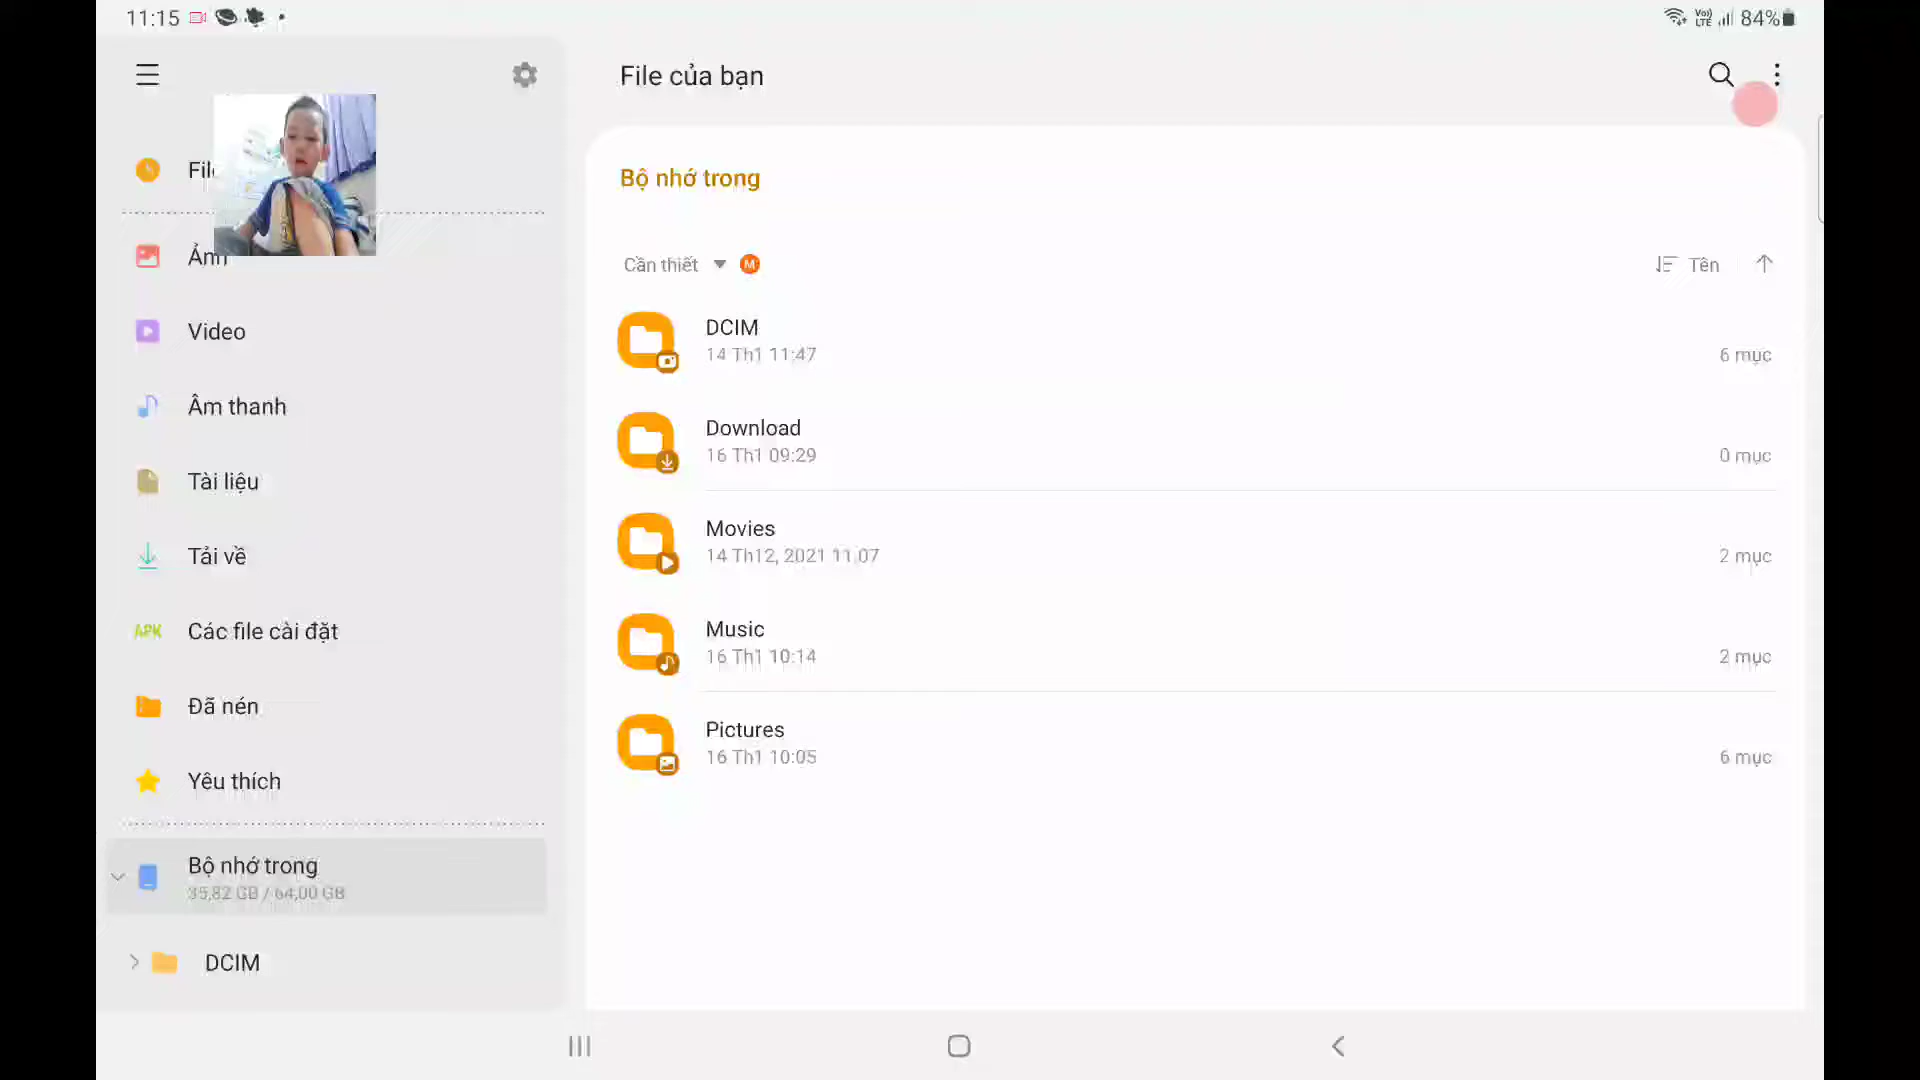 11:15
Vo)) LTE 84%
File của bạn
Bộ nhớ trong
Cần thiết M
Tên
DCIM
14 Th1 11:47
6 mục
Download
16 Th1 09:29
0 mục
Movies
14 Th12, 2021 11:07
2 mục
Music
16 Th1 10:14
2 mục
Pictures
16 Th1 10:05
6 mục
Video
Âm thanh
Tài liệu
Tải về
APK Các file cài đặt
Đã nén
Yêu thích
Bộ nhớ trong
35,82 GB / 64,00 GB
DCIM